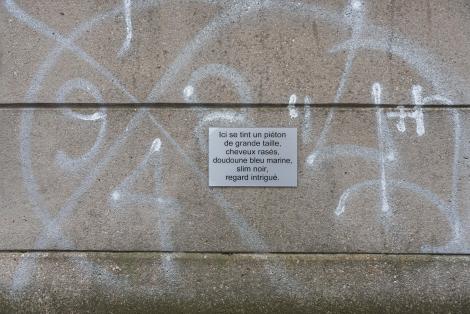 Ici se tint un piéton
de grande taille,
cheveux rasés,
doudoune bleu marine,
slim noir,
regard intrigué.